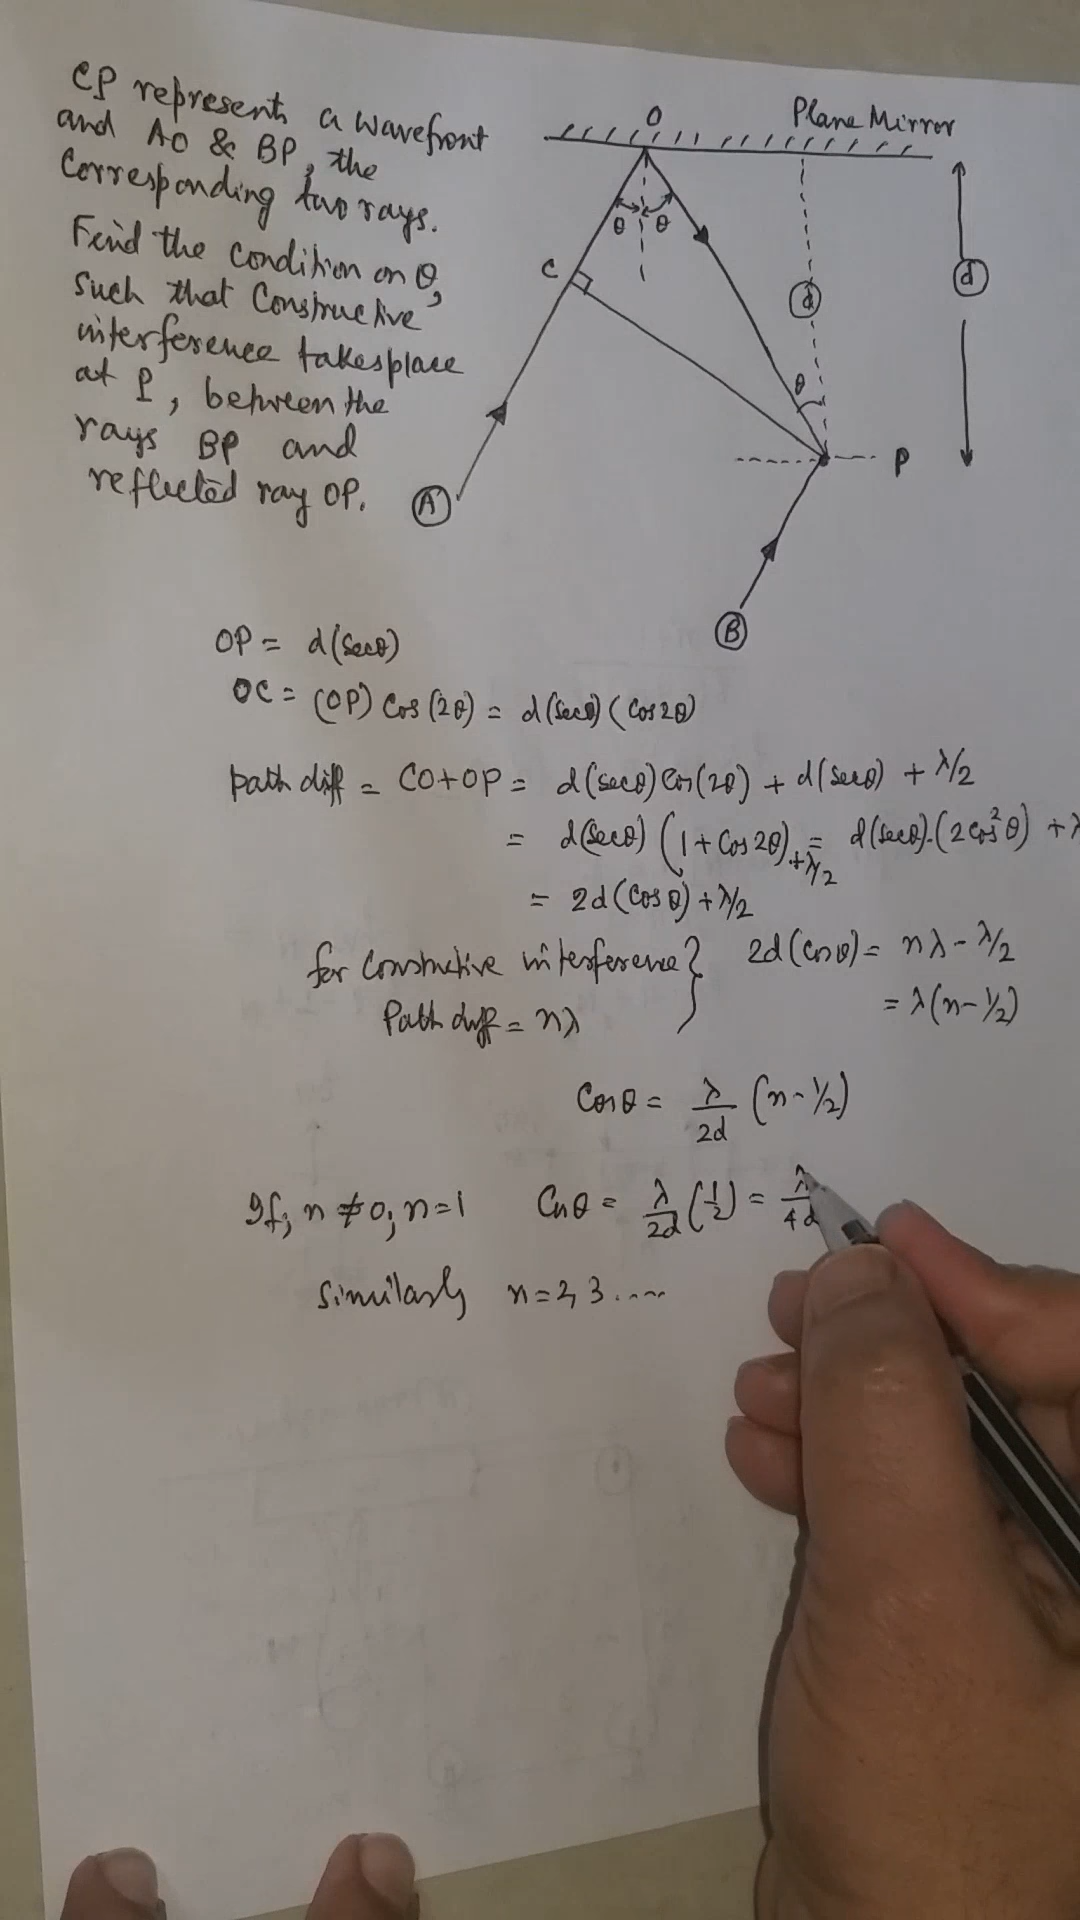 CP represents a wavefront
and AO & BP, the
Corresponding two rays.
Find the condition on θ,
such that Constructive
interference takesplace
at P, between the
rays BP and
reflected ray OP.
O
Plane Mirror
θ
θ
C
d
d
θ
P
A
B
OP = d(Secθ)
OC = (OP) Cos(2θ) = d(Secθ)(Cos2θ)
Path diff = CO+OP = d(secθ)Cos(2θ) + d(secθ) + λ/2
= d(Secθ)(1+Cos2θ)+λ/2 = d(secθ).(2Cos²θ) + λ
= 2d(Cosθ)+λ/2
for Constructive interference } 2d(Cosθ) = nλ - λ/2
Path diff = nλ
= λ(n-1/2)
Cosθ = λ/2d (n-1/2)
If, n ≠ 0, n=1 Cosθ = λ/2d (1/2) = λ/4d
Similarly n=2, 3 ....